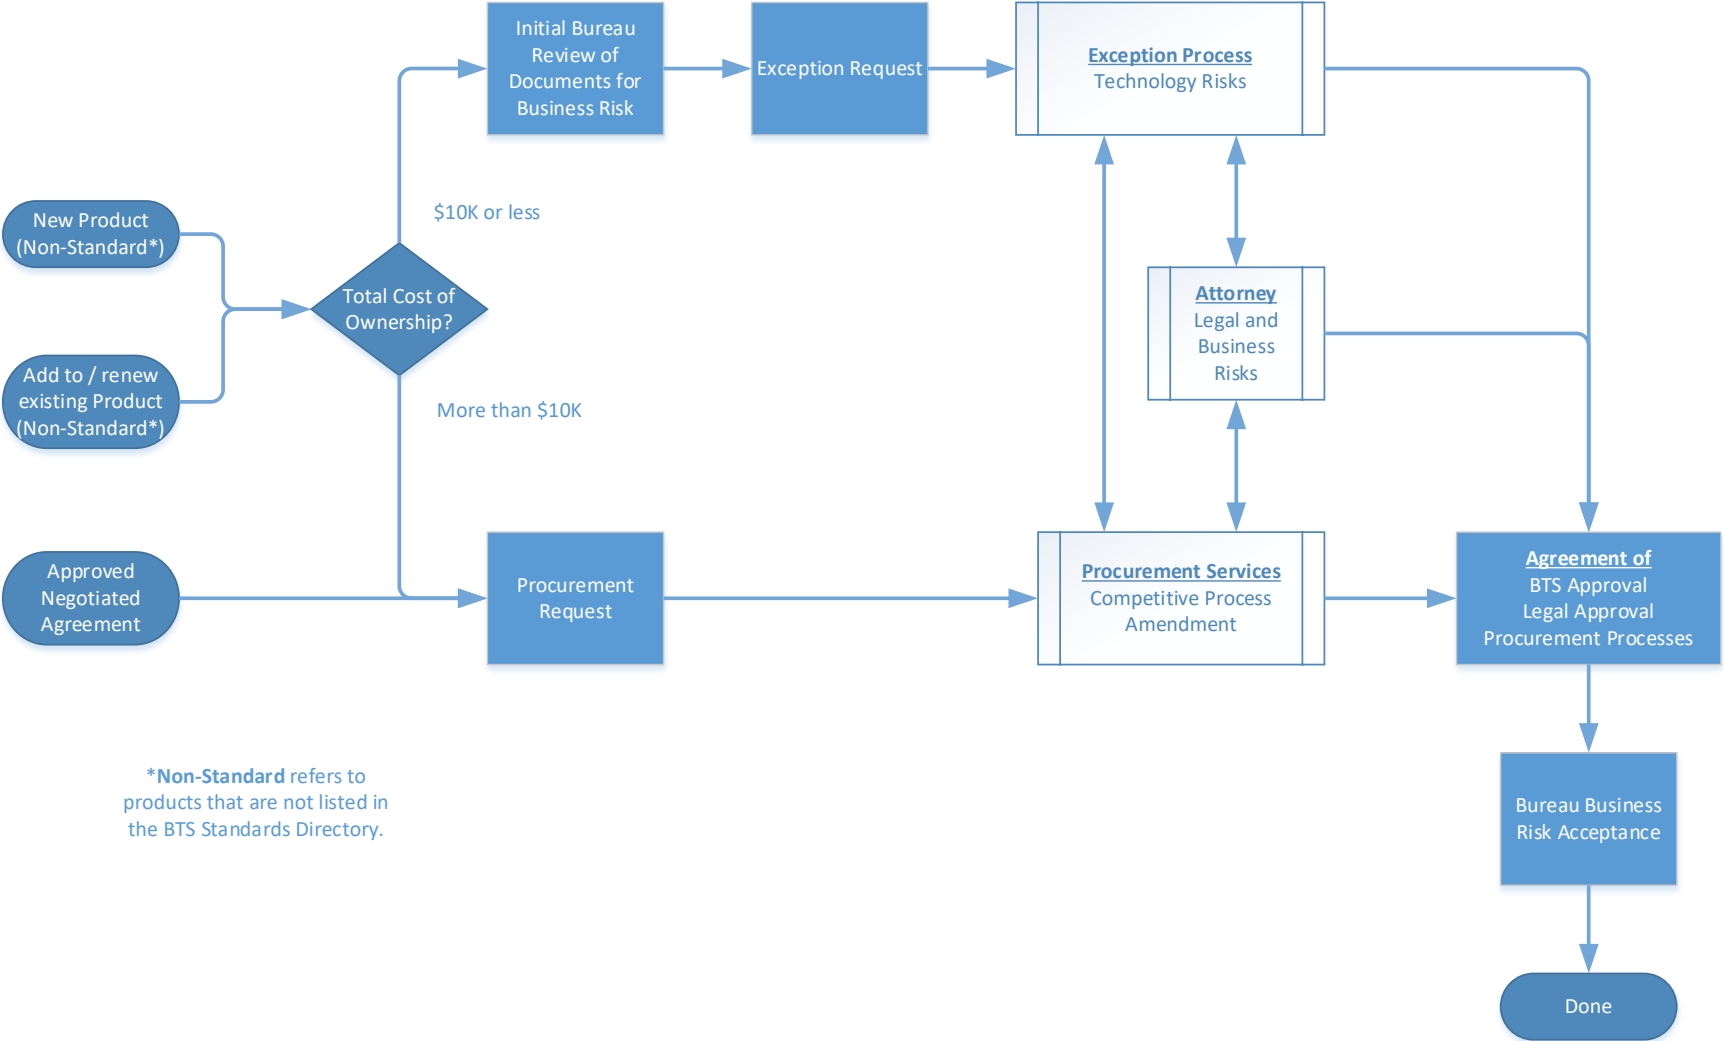 Initial Bureau
Review of
Documents for
Business Risk
Exception Request
Exception Process
Technology Risks
$10K or less
New Product
(Non-Standard*)
Total Cost of
Ownership?
Attorney
Legal and
Business
Risks
Add to / renew
existing Product
(Non-Standard*)
More than $10K
Approved
Negotiated
Agreement
Procurement
Request
Procurement Services
Competitive Process
Amendment
Agreement of
BTS Approval
Legal Approval
Procurement Processes
*Non-Standard refers to
products that are not listed in
the BTS Standards Directory.
Bureau Business
Risk Acceptance
Done